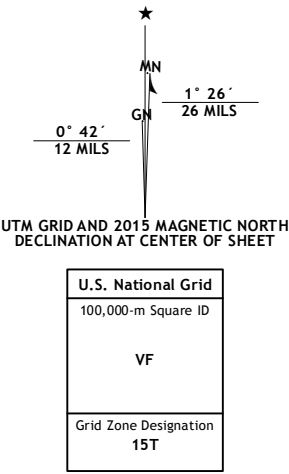 ★
MN
1° 26´
26 MILS
GN
0° 42´
12 MILS
UTM GRID AND 2015 MAGNETIC NORTH
DECLINATION AT CENTER OF SHEET
U.S. National Grid
100,000-m Square ID
VF
Grid Zone Designation
15T